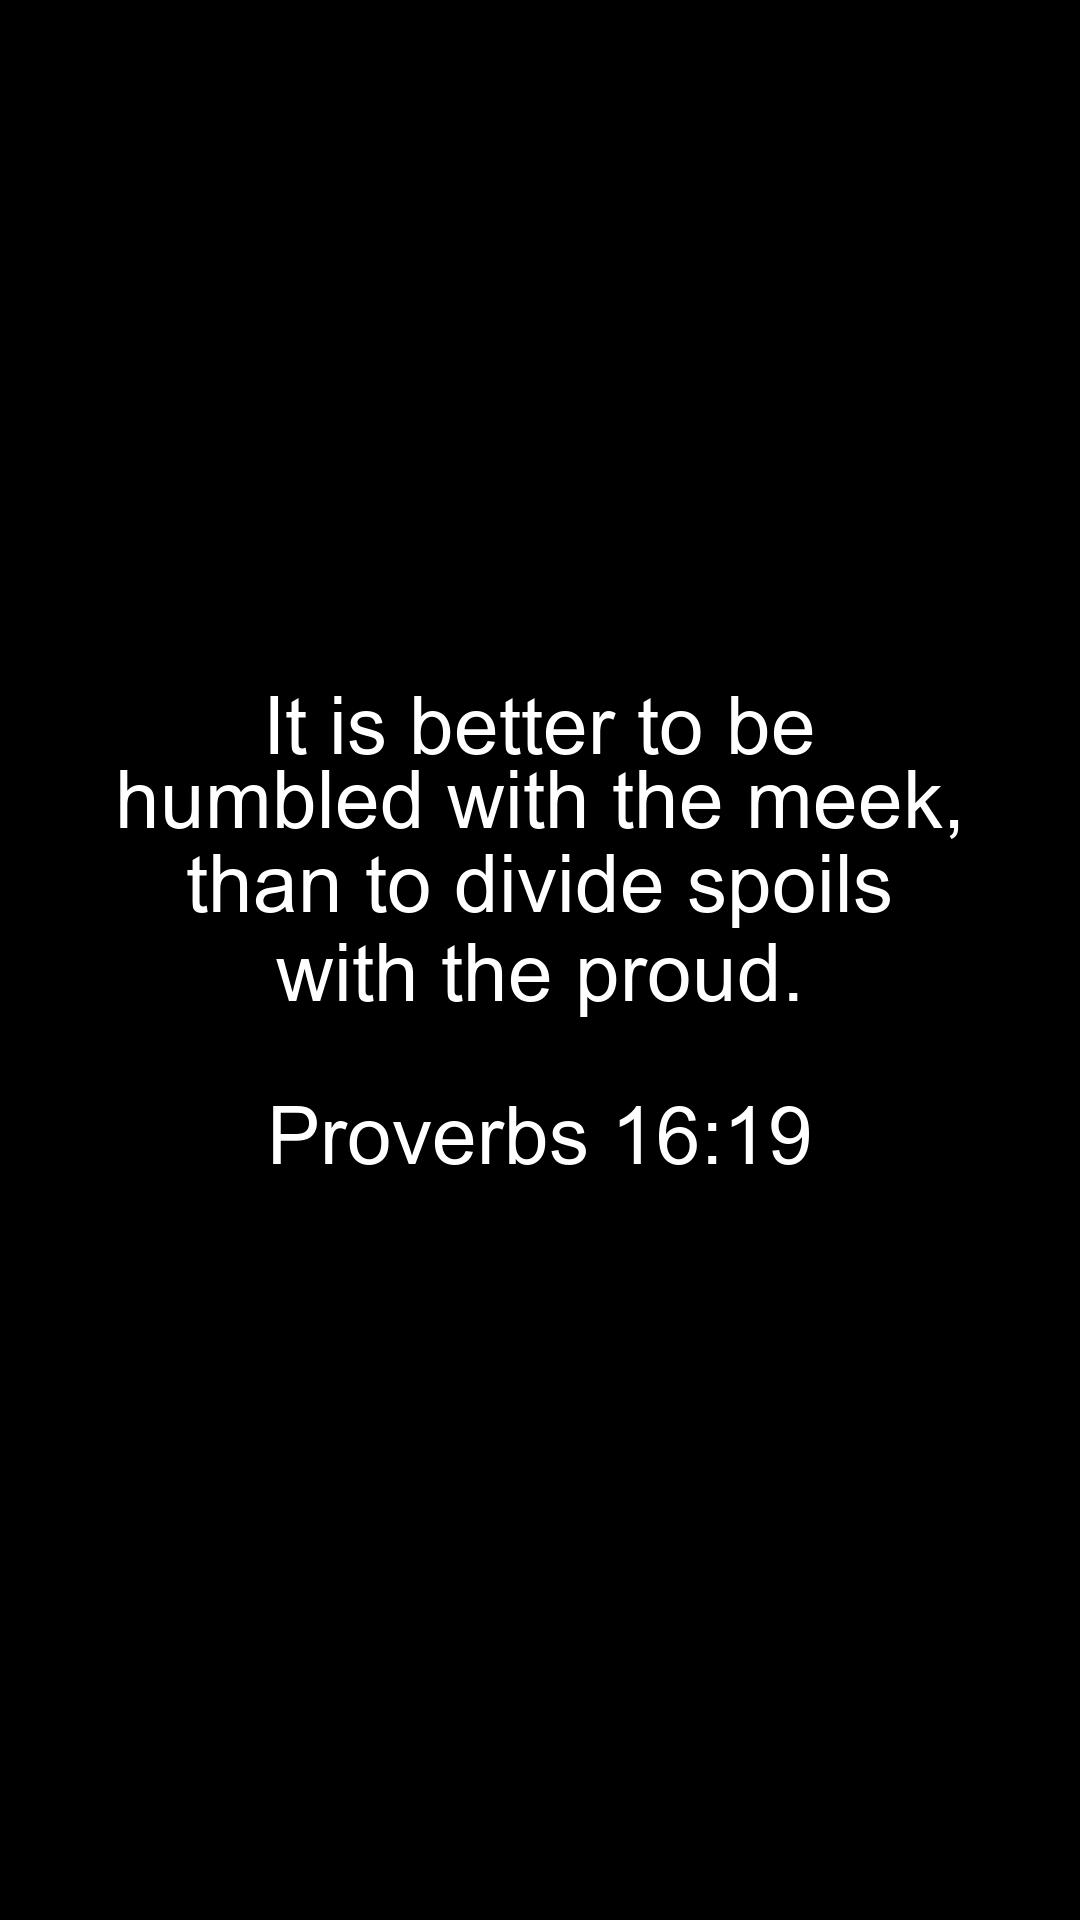 It is better to be
humbled with the meek,
than to divide spoils
with the proud.
Proverbs 16:19